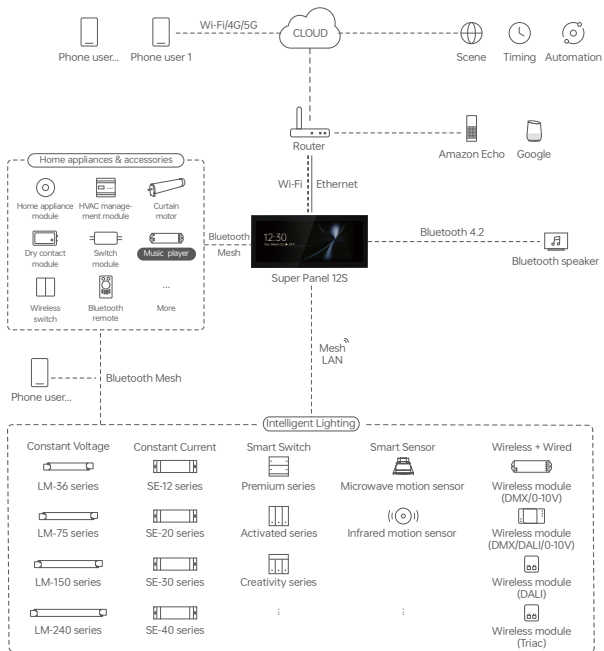 Wi-Fi/4G/5G
CLOUD
Phone user...
Phone user 1
Scene
Timing
Automation
Router
Amazon Echo
Google
Home appliances & accessories
Wi-Fi
Ethernet
Home appliance
module
HVAC manage-
ment module
Curtain
motor
Bluetooth
Mesh
12:30
Bluetooth 4.2
Dry contact
module
Switch
module
Music player
Bluetooth speaker
Super Panel 12S
Wireless
switch
Bluetooth
remote
...
More
Mesh
LAN
Bluetooth Mesh
Phone user...
Intelligent Lighting
Constant Voltage
Constant Current
Smart Switch
Smart Sensor
Wireless + Wired
LM-36 series
SE-12 series
Premium series
Microwave motion sensor
Wireless module
(DMX/0-10V)
LM-75 series
SE-20 series
Activated series
Infrared motion sensor
Wireless module
(DMX/DALI/0-10V)
LM-150 series
SE-30 series
Creativity series
Wireless module
(DALI)
LM-240 series
SE-40 series
Wireless module
(Triac)